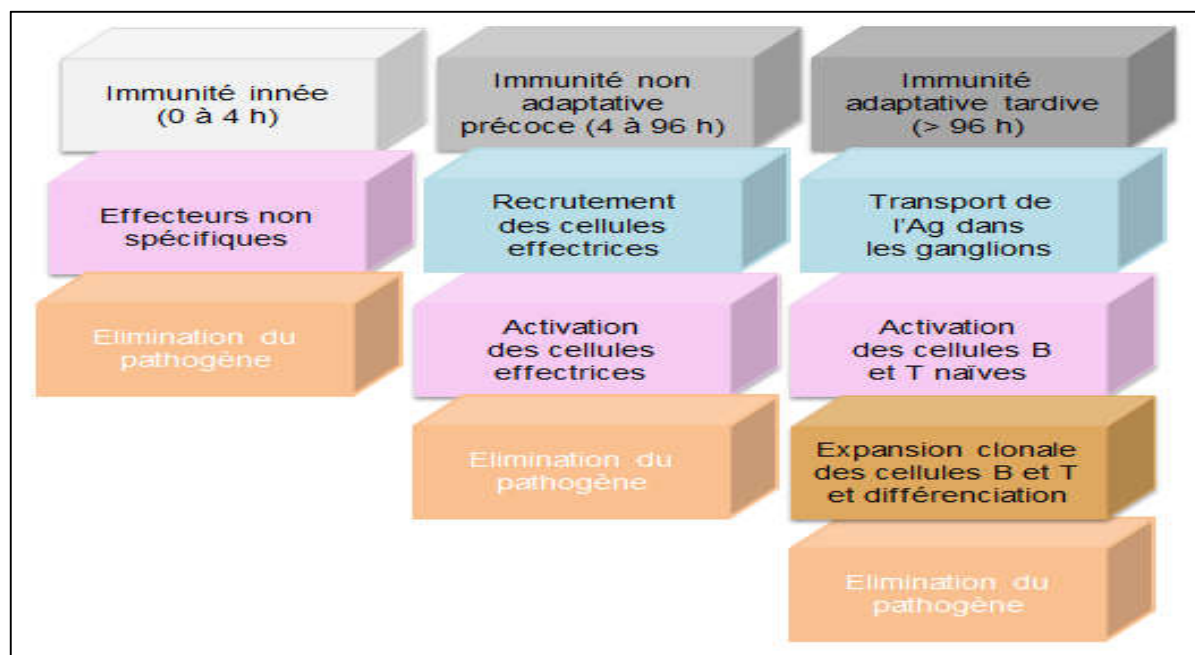 Immunité innée
(0 à 4 h)
Effecteurs non
spécifiques
Elimination du
pathogène
Immunité non
adaptative
précoce (4 à 96 h)
Recrutement
des cellules
effectrices
Activation
des cellules
effectrices
Elimination du
pathogène
Immunité
adaptative tardive
(> 96 h)
Transport de
l'Ag dans
les ganglions
Activation
des cellules B
et T naïves
Expansion clonale
des cellules B et T
et différenciation
Elimination du
pathogène